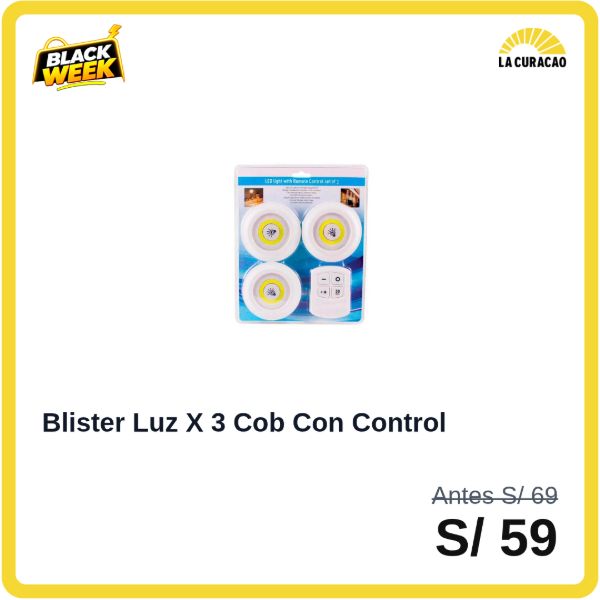 BLACK
WEEK
LA CURACAO
LED light with Remote Control set of 3
Blister Luz X 3 Cob Con Control
Antes S/ 69
S/ 59